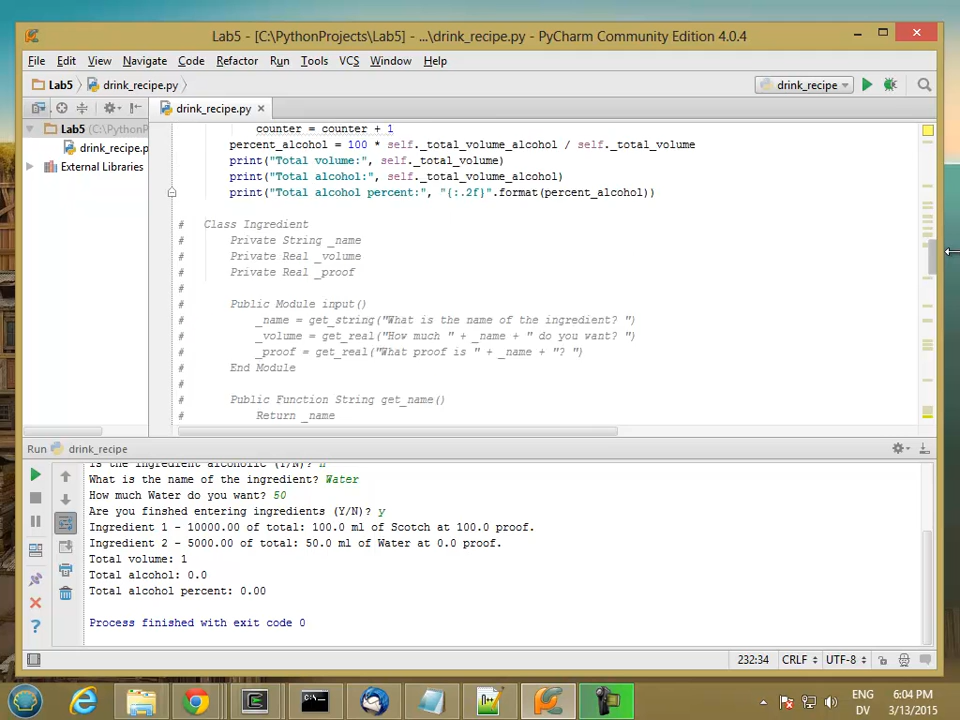 Lab5 - [C:\PythonProjects\Lab5] - ...\drink_recipe.py - PyCharm Community Edition 4.0.4
File Edit View Navigate Code Refactor Run Tools VCS Window Help
Lab5 drink_recipe.py drink_recipe
drink_recipe.py
Lab5 (C:\PythonP
drink_recipe.p
External Libraries
counter = counter + 1
percent_alcohol = 100 * self._total_volume_alcohol / self._total_volume
print("Total volume:", self._total_volume)
print("Total alcohol:", self._total_volume_alcohol)
print("Total alcohol percent:", "{:.2f}".format(percent_alcohol))
# Class Ingredient
# Private String _name
# Private Real _volume
# Private Real _proof
#
# Public Module input()
# _name = get_string("What is the name of the ingredient? ")
# _volume = get_real("How much " + _name + " do you want? ")
# _proof = get_real("What proof is " + _name + "? ")
# End Module
#
# Public Function String get_name()
# Return _name
Run drink_recipe
Is the ingredient alcoholic (Y/N)? n
What is the name of the ingredient? Water
How much Water do you want? 50
Are you finshed entering ingredients (Y/N)? y
Ingredient 1 - 10000.00 of total: 100.0 ml of Scotch at 100.0 proof.
Ingredient 2 - 5000.00 of total: 50.0 ml of Water at 0.0 proof.
Total volume: 1
Total alcohol: 0.0
Total alcohol percent: 0.00
Process finished with exit code 0
232:34 CRLF UTF-8
ENG 6:04 PM
DV 3/13/2015